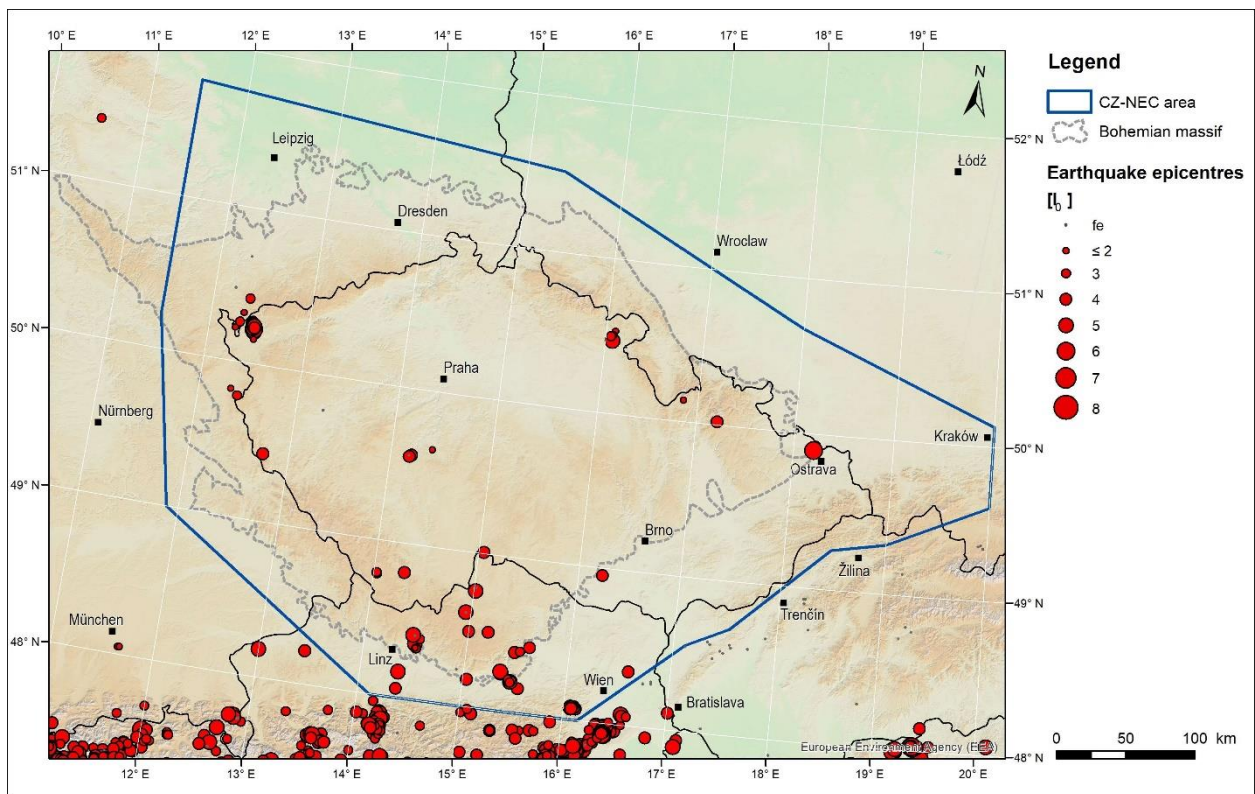 10° E 11° E 12° E 13° E 14° E 15° E 16° E 17° E 18° E 19° E
N
Legend
CZ-NEC area
Bohemian massif
Earthquake epicentres
[I₀ ]
fe
≤ 2
3
4
5
6
7
8
52° N
Leipzig
Łódź
51° N
Dresden
Wroclaw
51° N
50° N
Praha
Nürnberg
Kraków
50° N
Ostrava
49° N
Brno
Žilina
Trenčín
49° N
München
48° N
Linz
Wien
Bratislava
European Environment Agency (EEA)
48° N
0 50 100 km
12° E 13° E 14° E 15° E 16° E 17° E 18° E 19° E 20° E